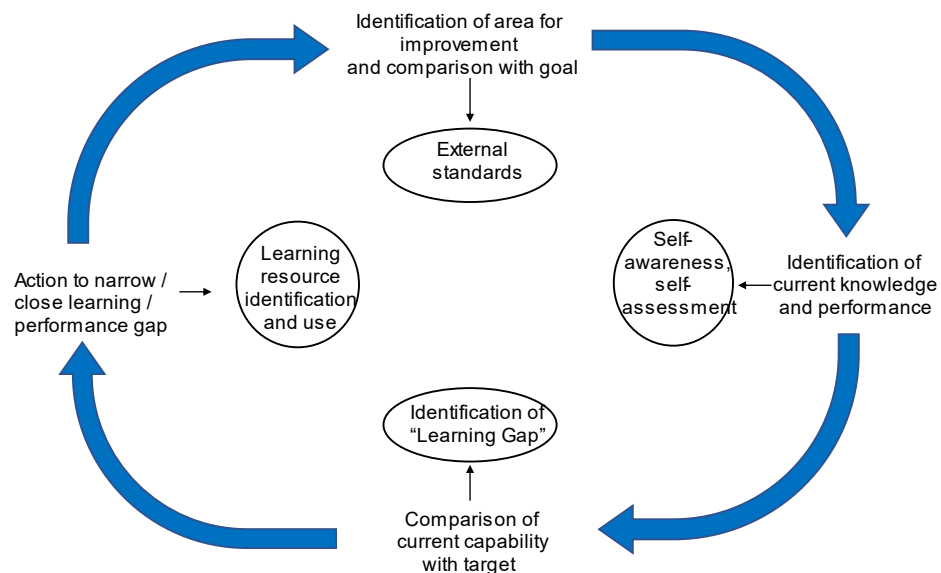 Identification of area for
improvement
and comparison with goal
External
standards
Self-
awareness,
self-
assessment
Identification of
current knowledge
and performance
Comparison of
current capability
with target
Identification of
“Learning Gap”
Action to narrow /
close learning /
performance gap
Learning
resource
identification
and use